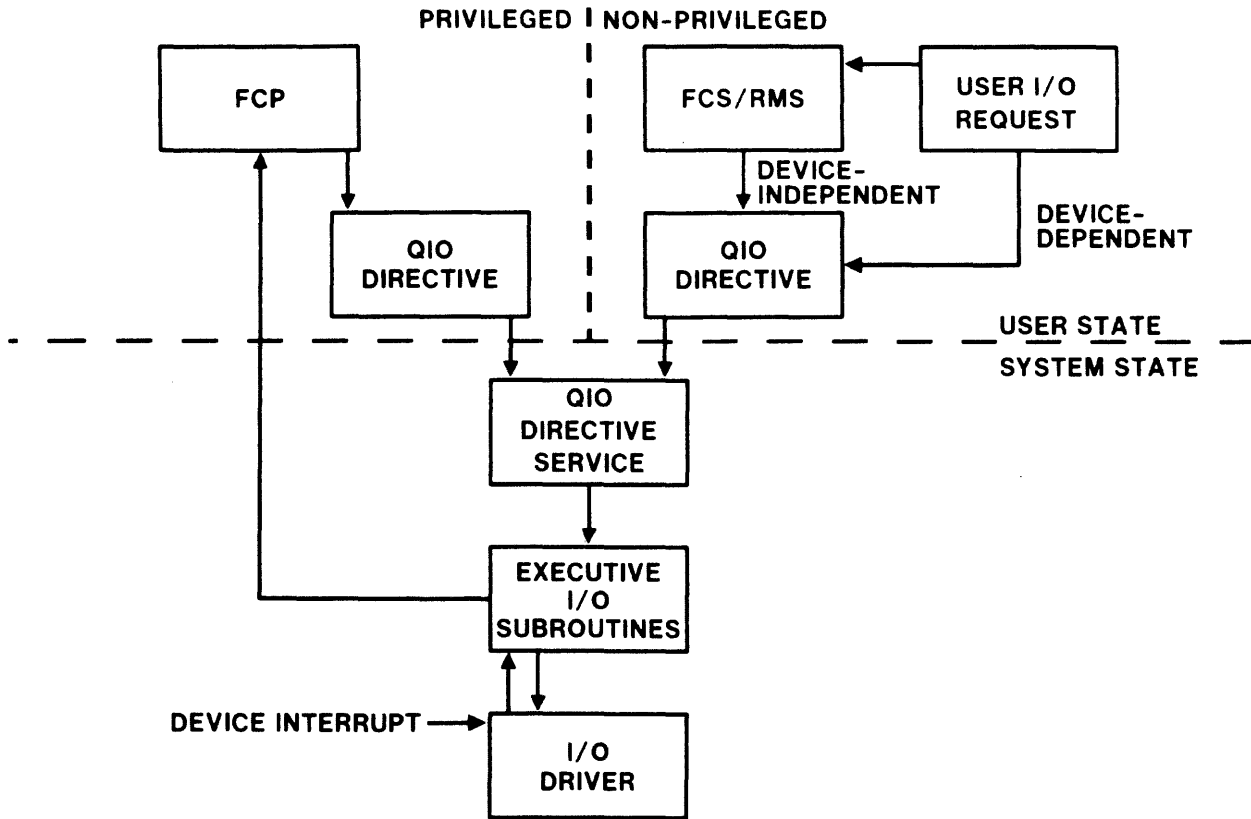 PRIVILEGED
NON-PRIVILEGED
FCP
FCS/RMS
USER I/O
REQUEST
DEVICE-
INDEPENDENT
DEVICE-
DEPENDENT
QIO
DIRECTIVE
QIO
DIRECTIVE
USER STATE
SYSTEM STATE
QIO
DIRECTIVE
SERVICE
EXECUTIVE
I/O
SUBROUTINES
DEVICE INTERRUPT
I/O
DRIVER